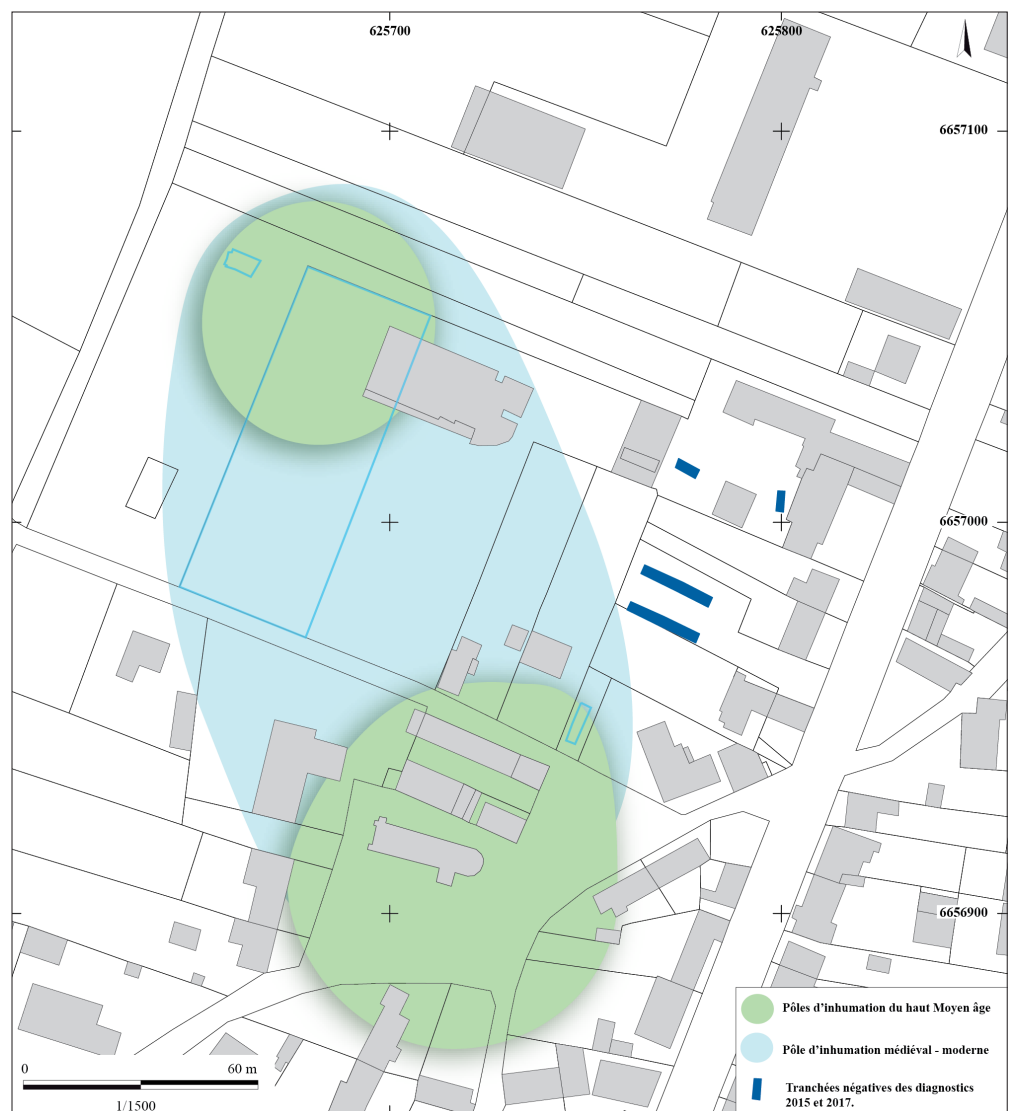 625700
625800
6657100
6657000
6656900
Pôles d'inhumation du haut Moyen âge
Pôle d'inhumation médiéval - moderne
Tranchées négatives des diagnostics
2015 et 2017.
0
60 m
1/1500